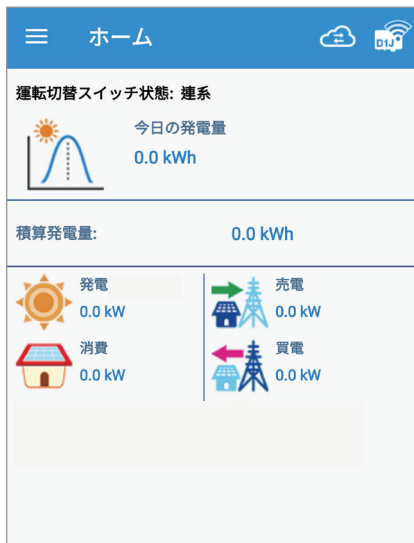 ホーム
D1J
運転切替スイッチ状態: 連系
今日の発電量
0.0 kWh
積算発電量: 0.0 kWh
発電
0.0 kW
売電
0.0 kW
消費
0.0 kW
買電
0.0 kW